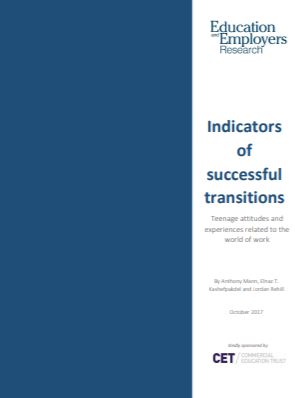 Education
and Employers
Research
Indicators
of
successful
transitions
Teenage attitudes and
experiences related to the
world of work
By Anthony Mann, Elnaz T.
Kashefpakdel and Jordan Rehill
October 2017
Kindly sponsored by
CET / COMMERCIAL
EDUCATION TRUST